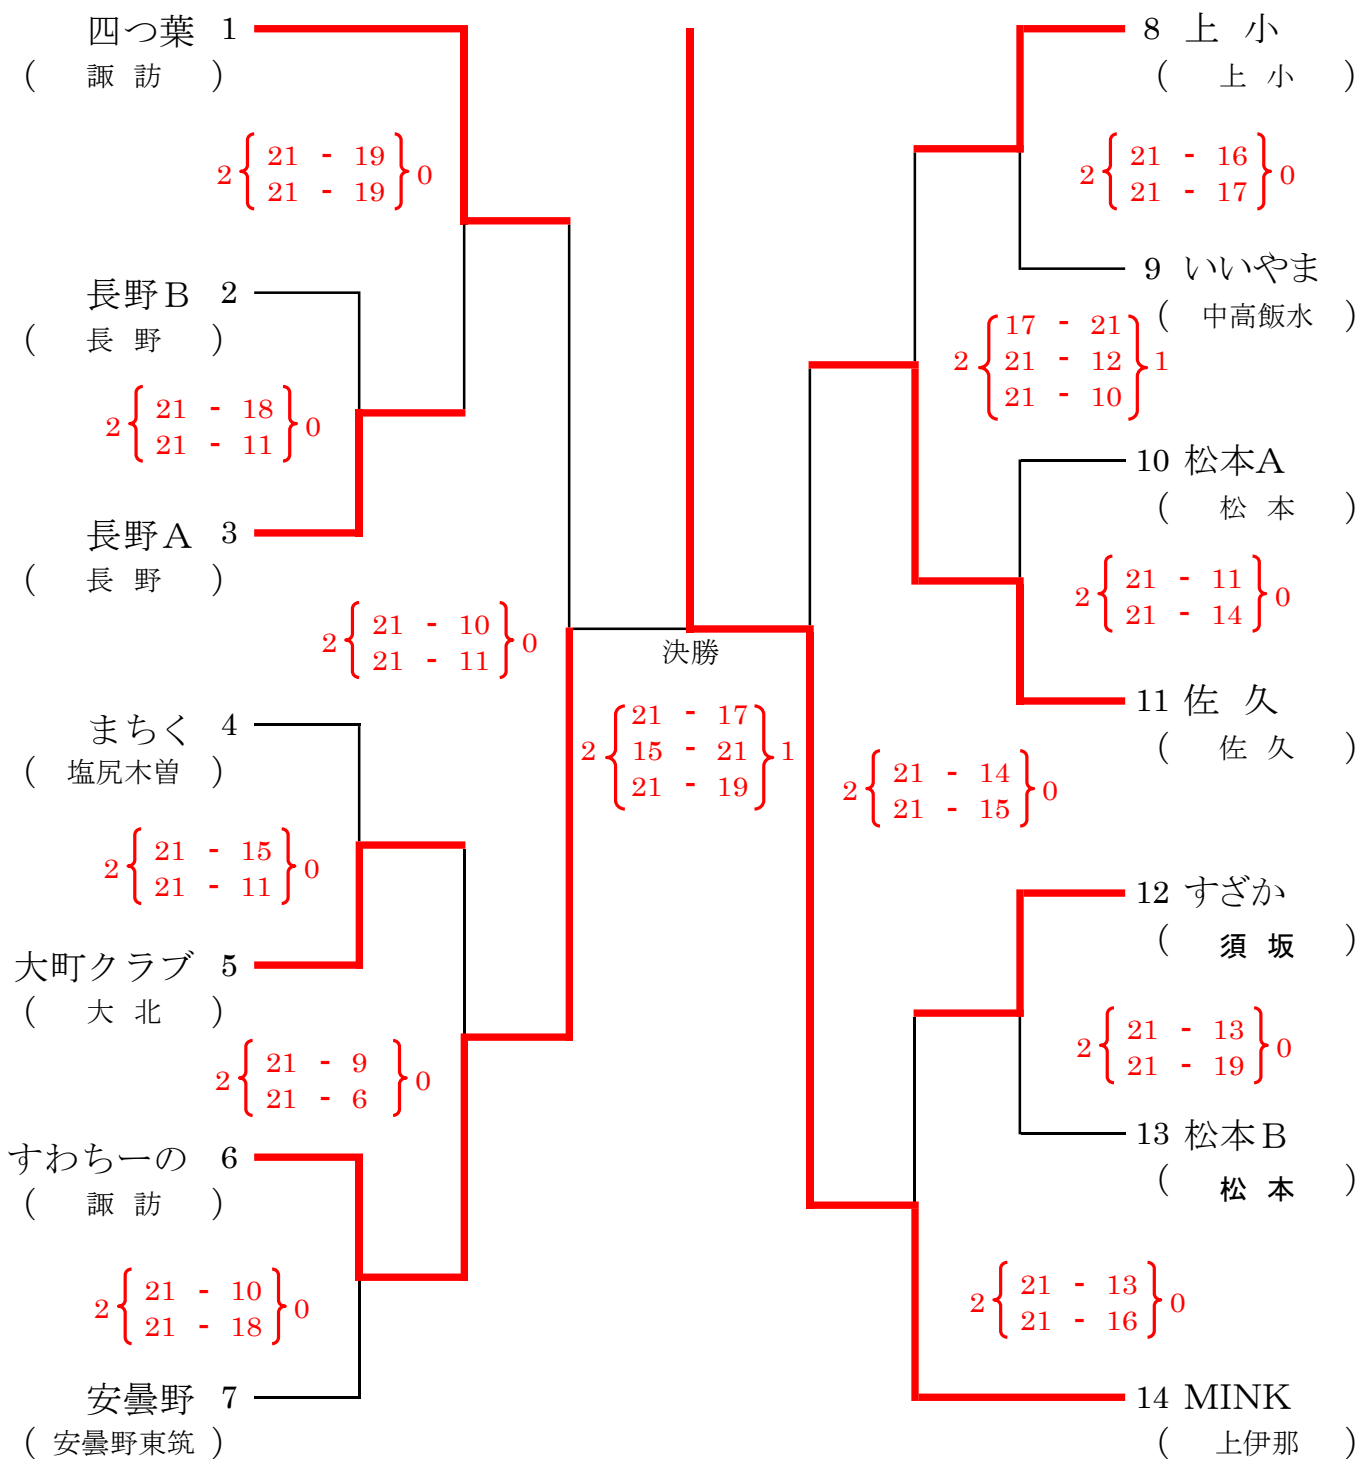 四つ葉 1
( 諏 訪 )
2 { 21 - 19 } 0
21 - 19
長野B 2
( 長 野 )
2 { 21 - 18 } 0
21 - 11
長野A 3
( 長 野 )
2 { 21 - 10 } 0
21 - 11
まちく 4
( 塩尻木曽 )
2 { 21 - 15 } 0
21 - 11
大町クラブ 5
( 大 北 )
2 { 21 - 9 } 0
21 - 6
すわちーの 6
( 諏 訪 )
2 { 21 - 10 } 0
21 - 18
安曇野 7
( 安曇野東筑 )
決勝
21 - 17
2 { 15 - 21 } 1
21 - 19
8 上 小
( 上 小 )
2 { 21 - 16 } 0
21 - 17
9 いいやま
( 中高飯水 )
17 - 21
2 { 21 - 12 } 1
21 - 10
10 松本A
( 松 本 )
2 { 21 - 11 } 0
21 - 14
11 佐 久
( 佐 久 )
2 { 21 - 14 } 0
21 - 15
12 すざか
( 須 坂 )
2 { 21 - 13 } 0
21 - 19
13 松本B
( 松 本 )
2 { 21 - 13 } 0
21 - 16
14 MINK
( 上伊那 )